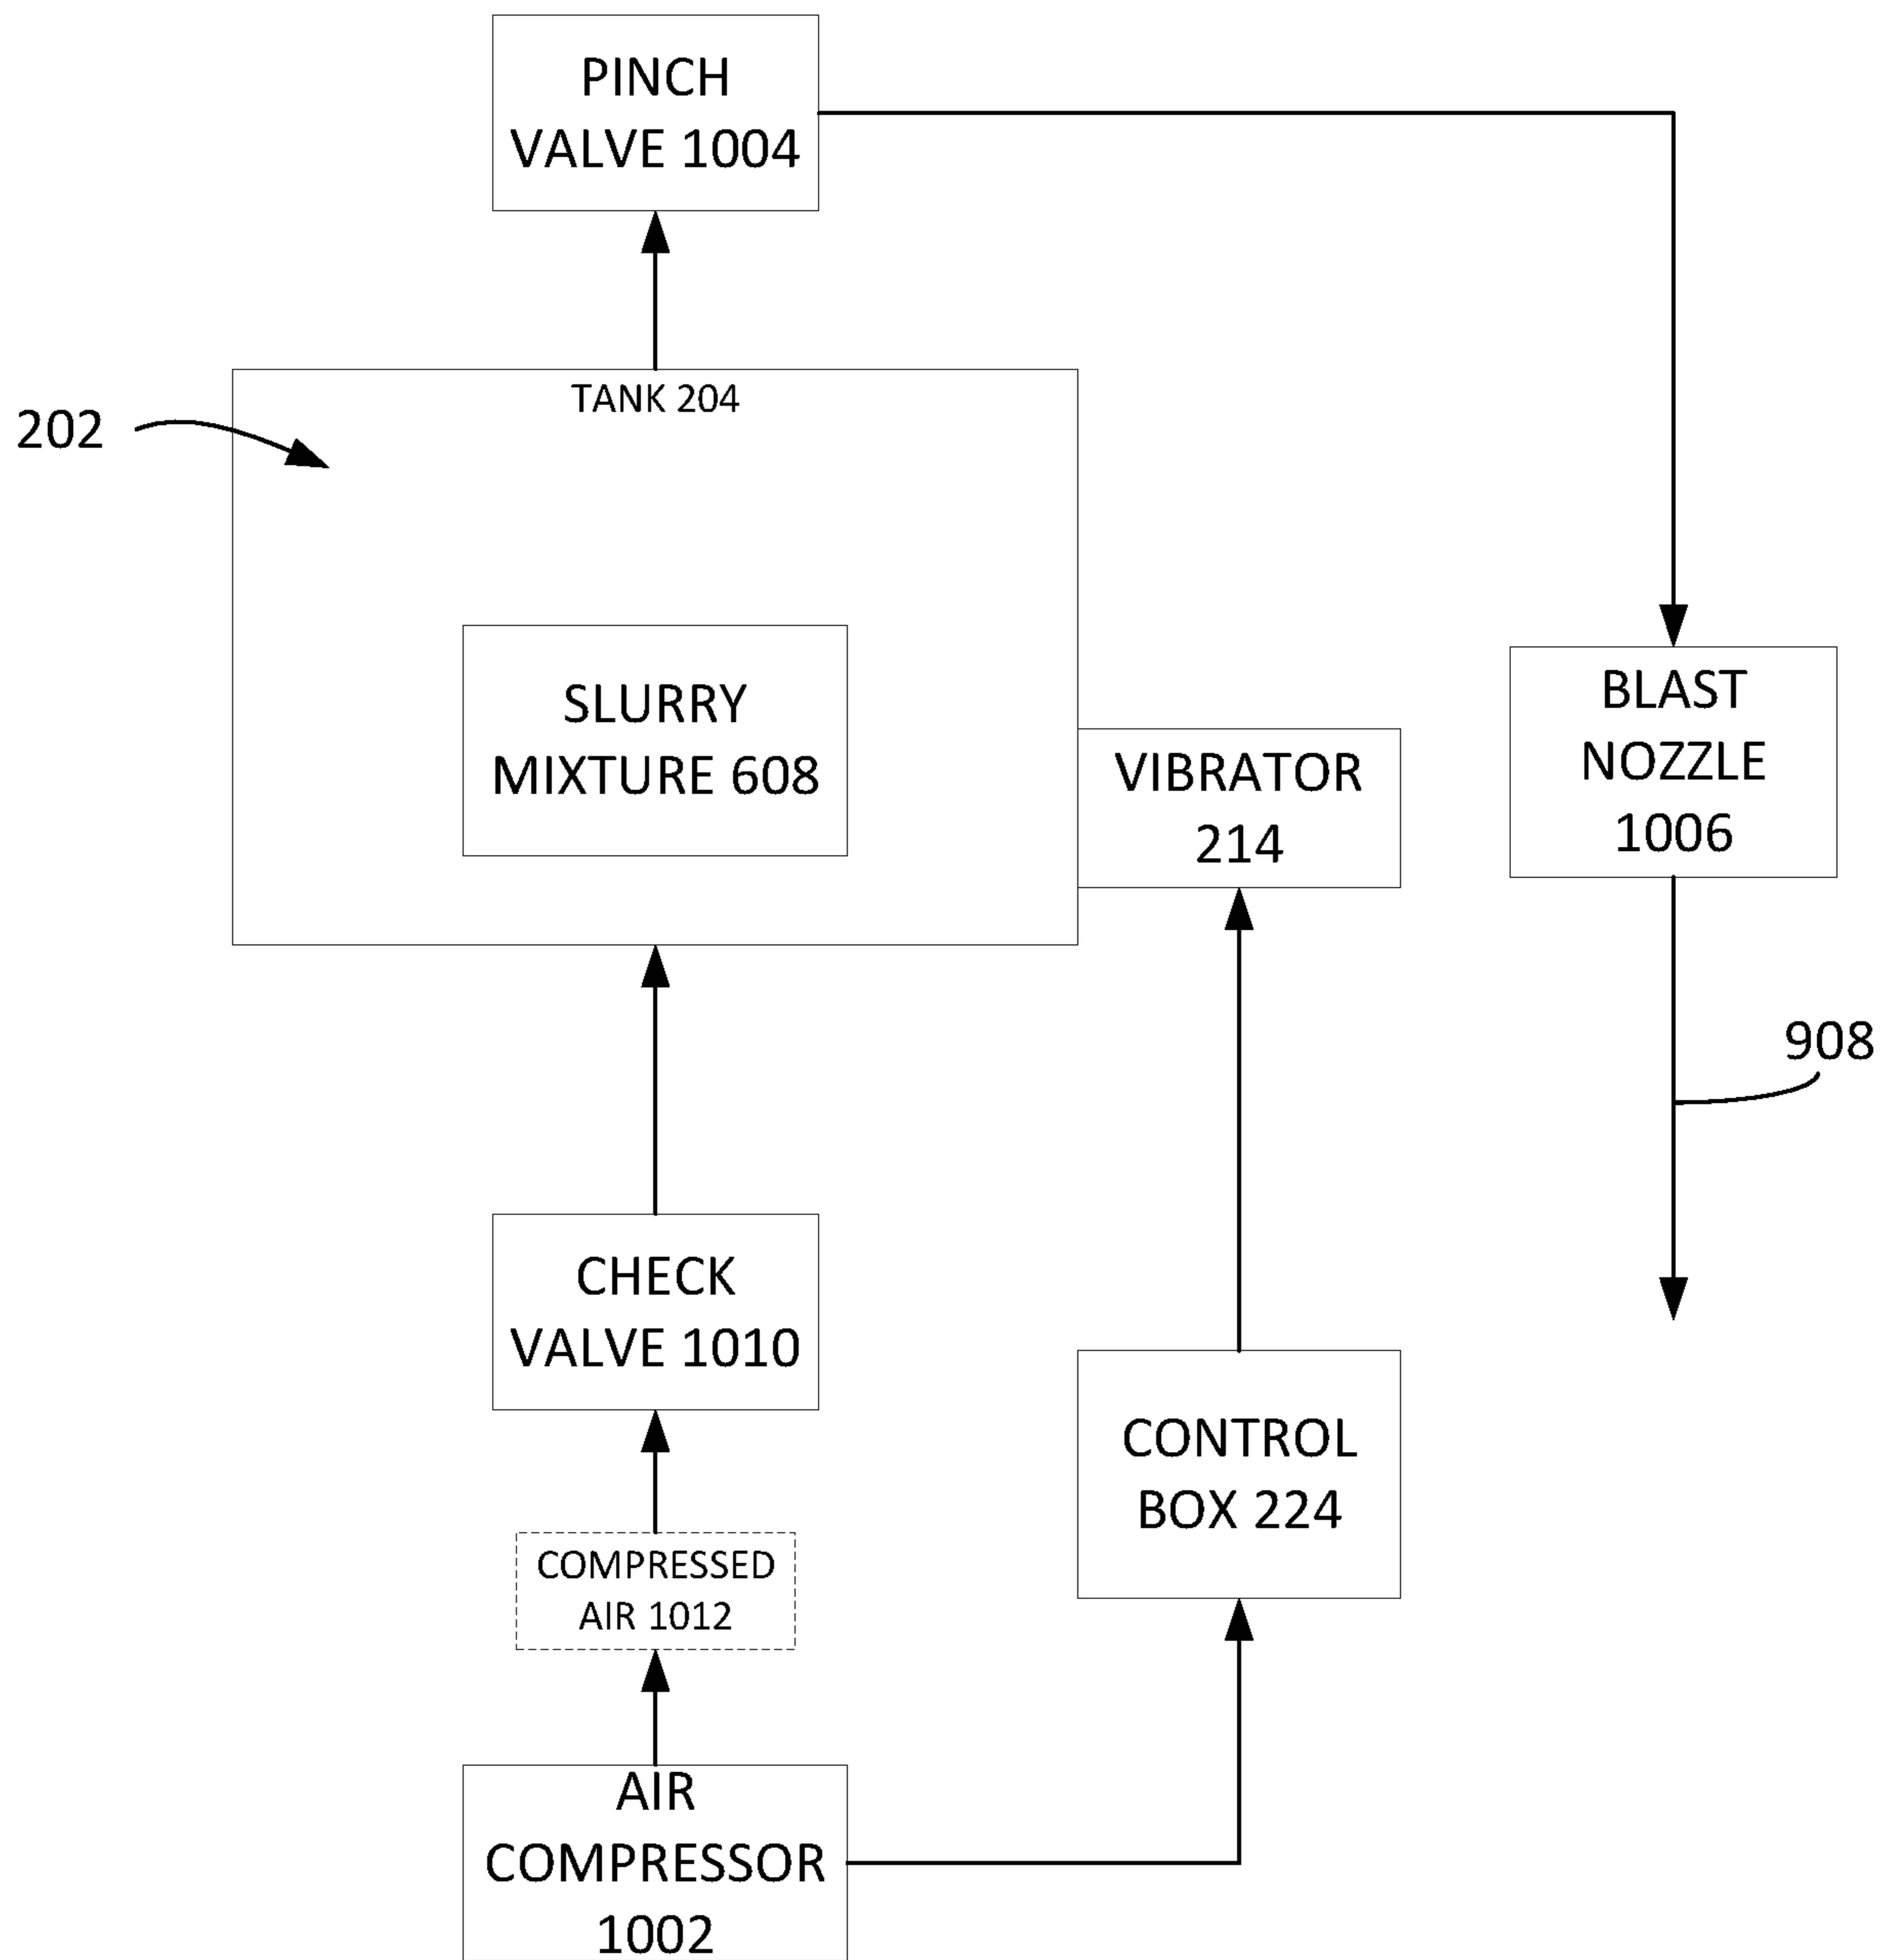 PINCH
VALVE 1004
TANK 204
202
SLURRY
MIXTURE 608
VIBRATOR
214
BLAST
NOZZLE
1006
908
CHECK
VALVE 1010
CONTROL
BOX 224
COMPRESSED
AIR 1012
AIR
COMPRESSOR
1002